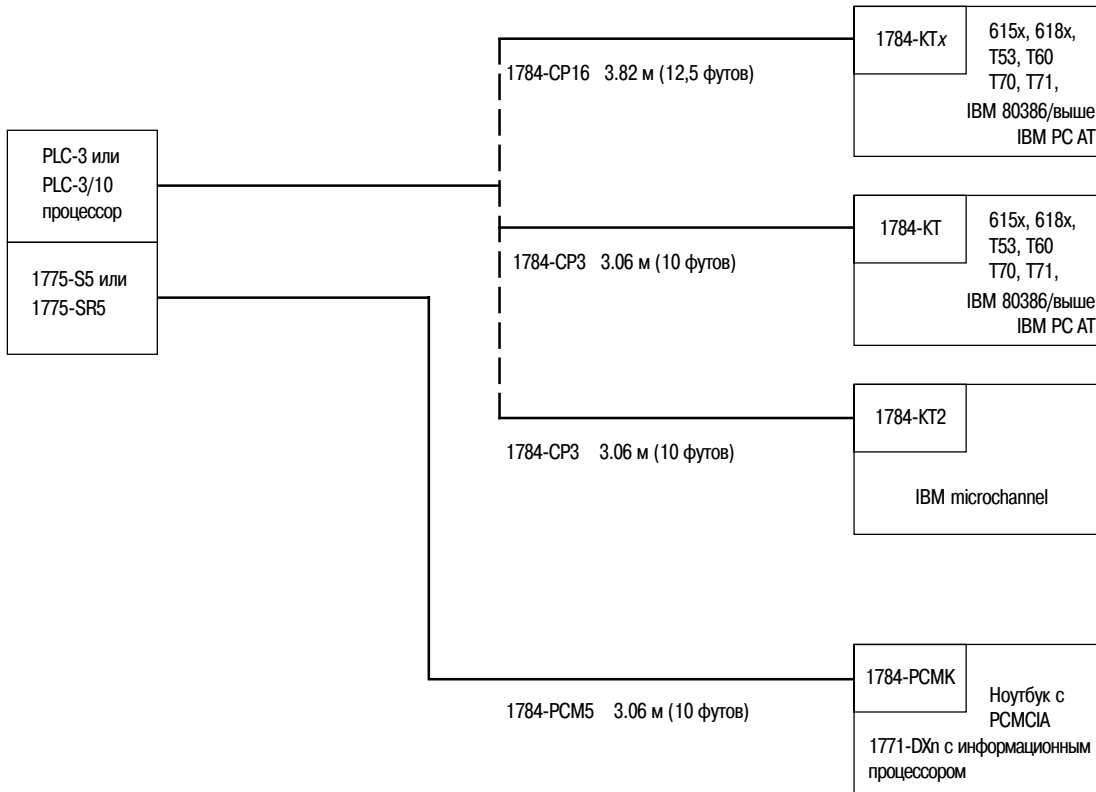 1784-KTx
615x, 618x,
T53, T60
T70, T71,
IBM 80386/выше
IBM PC AT
1784-CP16 3.82 м (12,5 футов)
PLC-3 или
PLC-3/10
процессор
1775-S5 или
1775-SR5
1784-KT
615x, 618x,
T53, T60
T70, T71,
IBM 80386/выше
IBM PC AT
1784-CP3 3.06 м (10 футов)
1784-KT2
IBM microchannel
1784-CP3 3.06 м (10 футов)
1784-PCMK
Ноутбук с
PCMCIA
1771-DXn с информационным
процессором
1784-PCM5 3.06 м (10 футов)